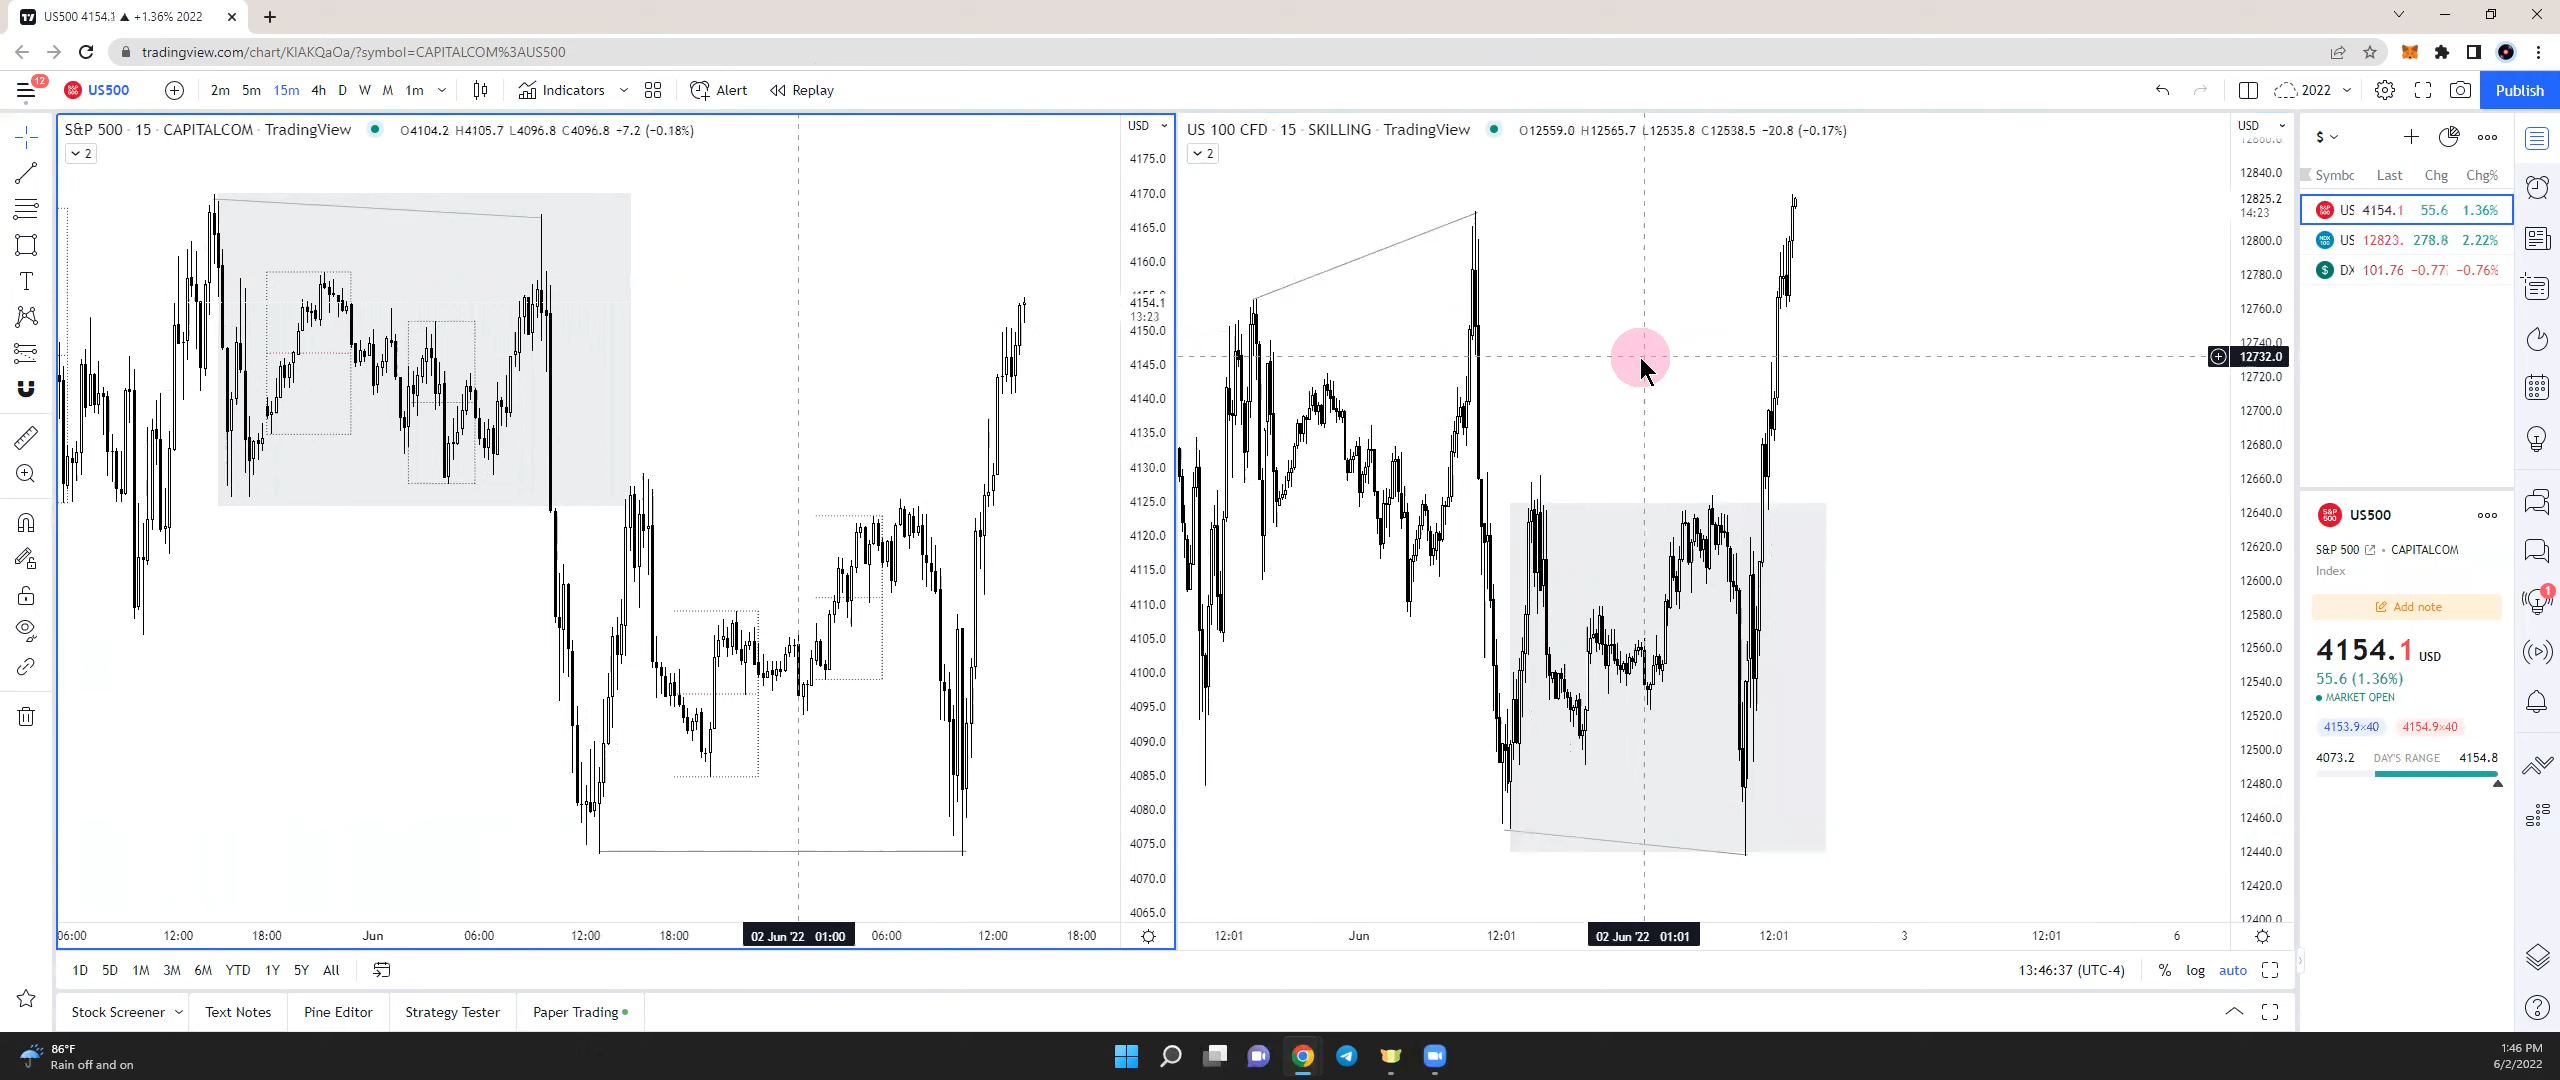 US500 4154.1 ▲ +1.36% 2022
tradingview.com/chart/KIAKQaOa/?symbol=CAPITALCOM%3AUS500
12
US500 2m 5m 15m 4h D W M 1m Indicators Alert Replay 2022 Publish
S&P 500 · 15 · CAPITALCOM · TradingView O4104.2 H4105.7 L4096.8 C4096.8 −7.2 (−0.18%)
2
USD
4175.0
4170.0
4165.0
4160.0
4154.1
13:23
4150.0
4145.0
4140.0
4135.0
4130.0
4125.0
4120.0
4115.0
4110.0
4105.0
4100.0
4095.0
4090.0
4085.0
4080.0
4075.0
4070.0
4065.0
06:00 12:00 18:00 Jun 06:00 12:00 18:00 02 Jun '22 01:00 06:00 12:00 18:00
US 100 CFD · 15 · SKILLING · TradingView O12559.0 H12565.7 L12535.8 C12538.5 −20.8 (−0.17%)
2
USD
12860.0
12840.0
12825.2
14:23
12800.0
12780.0
12760.0
12740.0
12732.0
12720.0
12700.0
12680.0
12660.0
12640.0
12620.0
12600.0
12580.0
12560.0
12540.0
12520.0
12500.0
12480.0
12460.0
12440.0
12420.0
12400.0
12:01 Jun 12:01 02 Jun '22 01:01 12:01 3 12:01 6
$
Symbc Last Chg Chg%
US 4154.1 55.6 1.36%
US 12823. 278.8 2.22%
DX 101.76 −0.77 −0.76%
US500
S&P 500 • CAPITALCOM
Index
Add note
4154.1 USD
55.6 (1.36%)
MARKET OPEN
4153.9×40 4154.9×40
4073.2 DAY'S RANGE 4154.8
1
1D 5D 1M 3M 6M YTD 1Y 5Y All
13:46:37 (UTC-4) % log auto
Stock Screener Text Notes Pine Editor Strategy Tester Paper Trading
86°F
Rain off and on
1:46 PM
6/2/2022